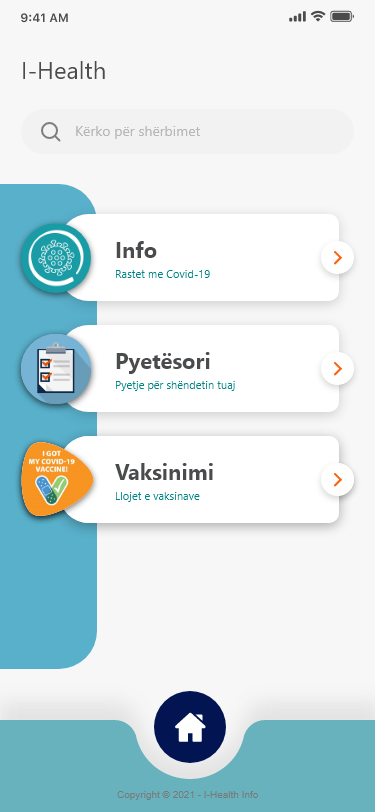 9:41 AM
I-Health
Kërko për shërbimet
Info
Rastet me Covid-19
Pyetësori
Pyetje për shëndetin tuaj
I GOT
MY COVID-19
VACCINE!
Vaksinimi
Llojet e vaksinave
Copyright © 2021 - I-Health Info